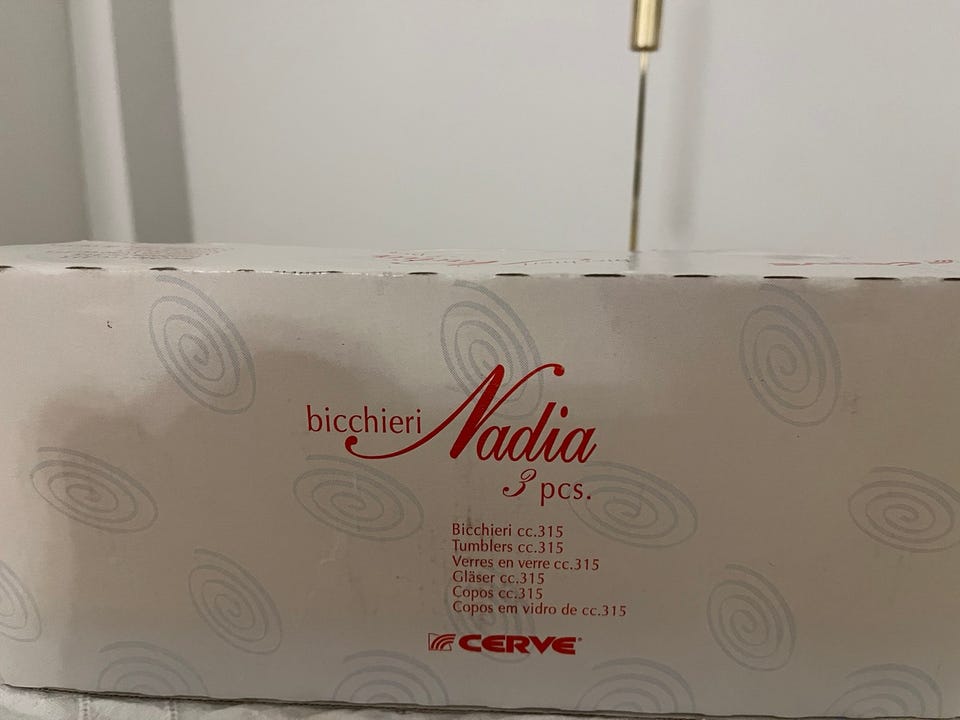 bicchieri Nadia
3 pcs.
Bicchieri cc.315
Tumblers cc.315
Verres en verre cc.315
Gläser cc.315
Copos cc.315
Copos em vidro de cc.315
CERVE®